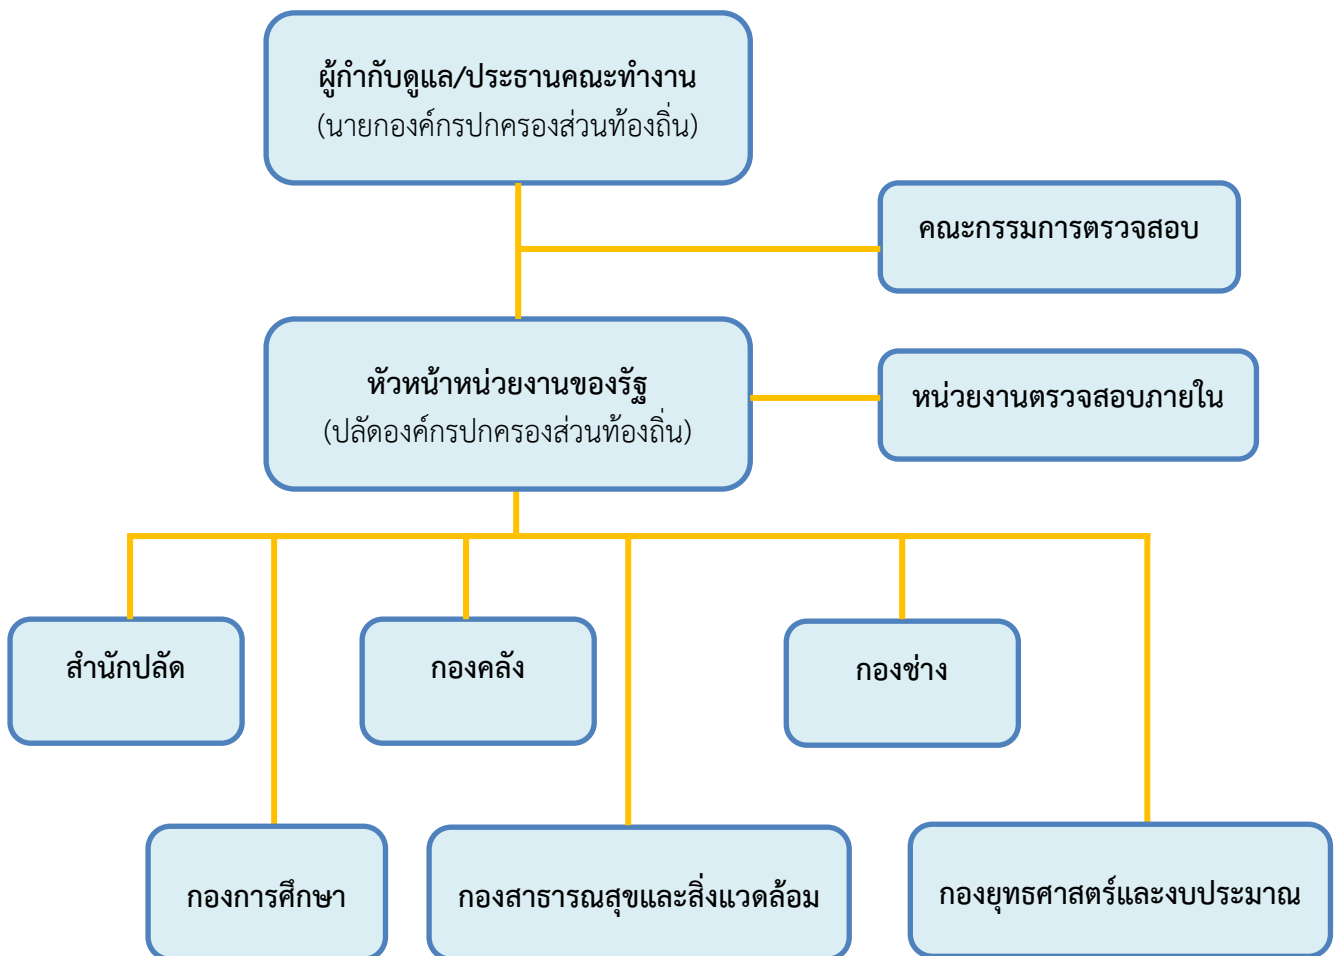 ผู้กำกับดูแล/ประธานคณะทำงาน
(นายกองค์กรปกครองส่วนท้องถิ่น)
คณะกรรมการตรวจสอบ
หัวหน้าหน่วยงานของรัฐ
(ปลัดองค์กรปกครองส่วนท้องถิ่น)
หน่วยงานตรวจสอบภายใน
สำนักปลัด
กองคลัง
กองช่าง
กองการศึกษา
กองสาธารณสุขและสิ่งแวดล้อม
กองยุทธศาสตร์และงบประมาณ